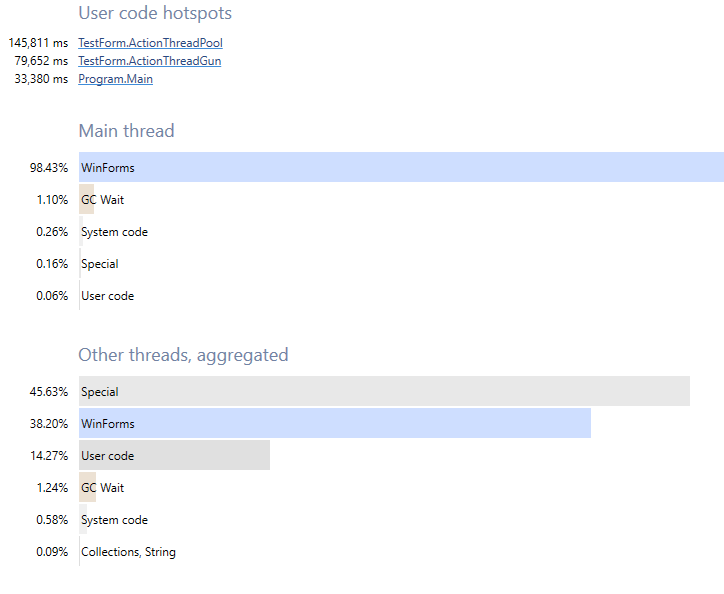 User code hotspots
145,811 ms TestForm.ActionThreadPool
79,652 ms TestForm.ActionThreadGun
33,380 ms Program.Main
Main thread
98.43% WinForms
1.10% GC Wait
0.26% System code
0.16% Special
0.06% User code
Other threads, aggregated
45.63% Special
38.20% WinForms
14.27% User code
1.24% GC Wait
0.58% System code
0.09% Collections, String